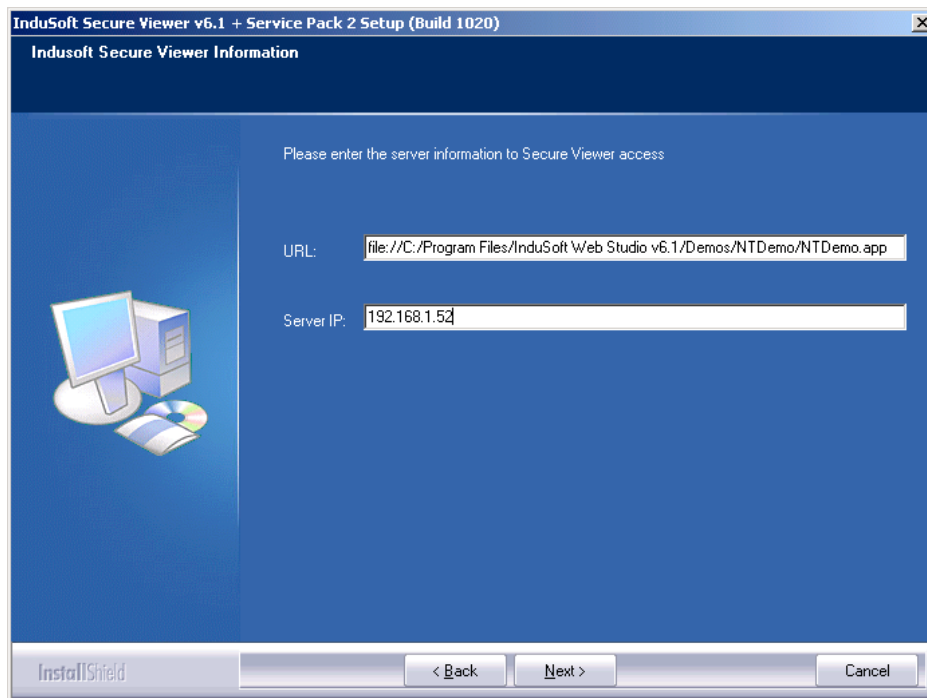 InduSoft Secure Viewer v6.1 + Service Pack 2 Setup (Build 1020)
Indusoft Secure Viewer Information
Please enter the server information to Secure Viewer access
URL: file://C:/Program Files/InduSoft Web Studio v6.1/Demos/NTDemo/NTDemo.app
Server IP: 192.168.1.52
InstallShield < Back Next > Cancel